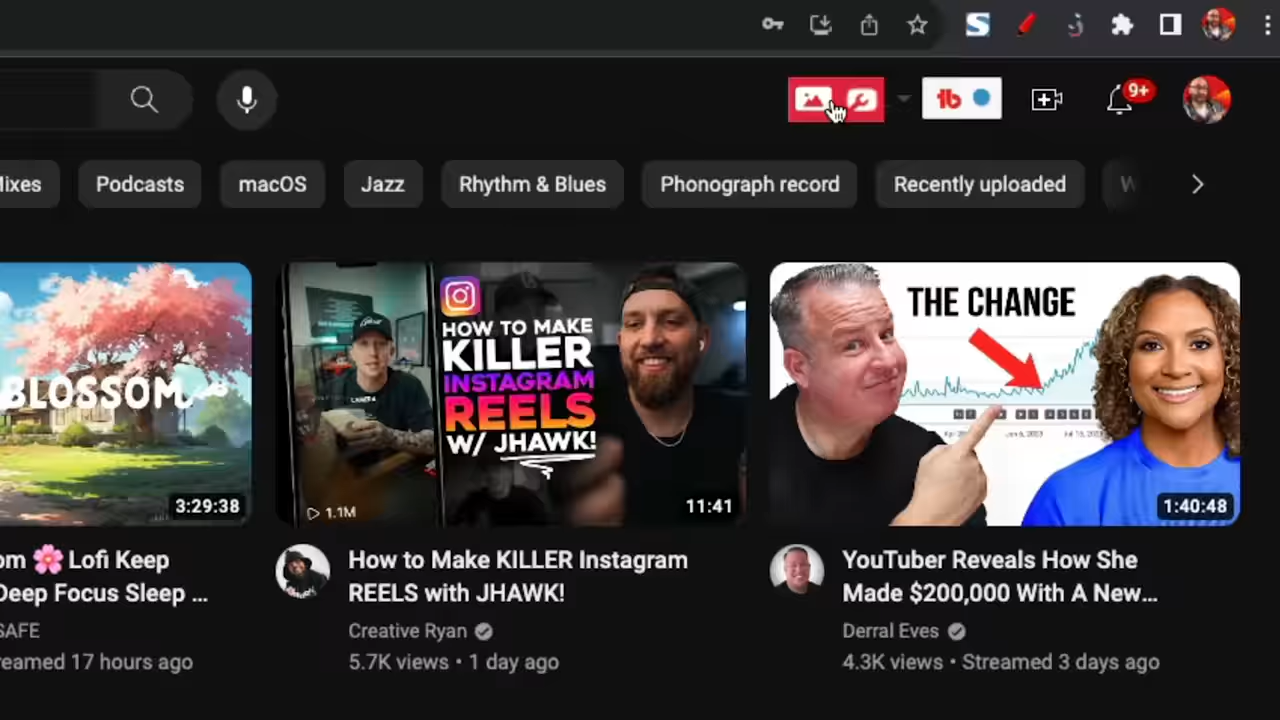 9+
Mixes
Podcasts
macOS
Jazz
Rhythm & Blues
Phonograph record
Recently uploaded
BLOSSOM
3:29:38
HOW TO MAKE
KILLER
INSTAGRAM
REELS
W/ JHAWK!
1.1M
11:41
THE CHANGE
1:40:48
om 🌸 Lofi Keep
Deep Focus Sleep ...
SAFE
reamed 17 hours ago
How to Make KILLER Instagram
REELS with JHAWK!
Creative Ryan
5.7K views • 1 day ago
YouTuber Reveals How She
Made $200,000 With A New...
Derral Eves
4.3K views • Streamed 3 days ago